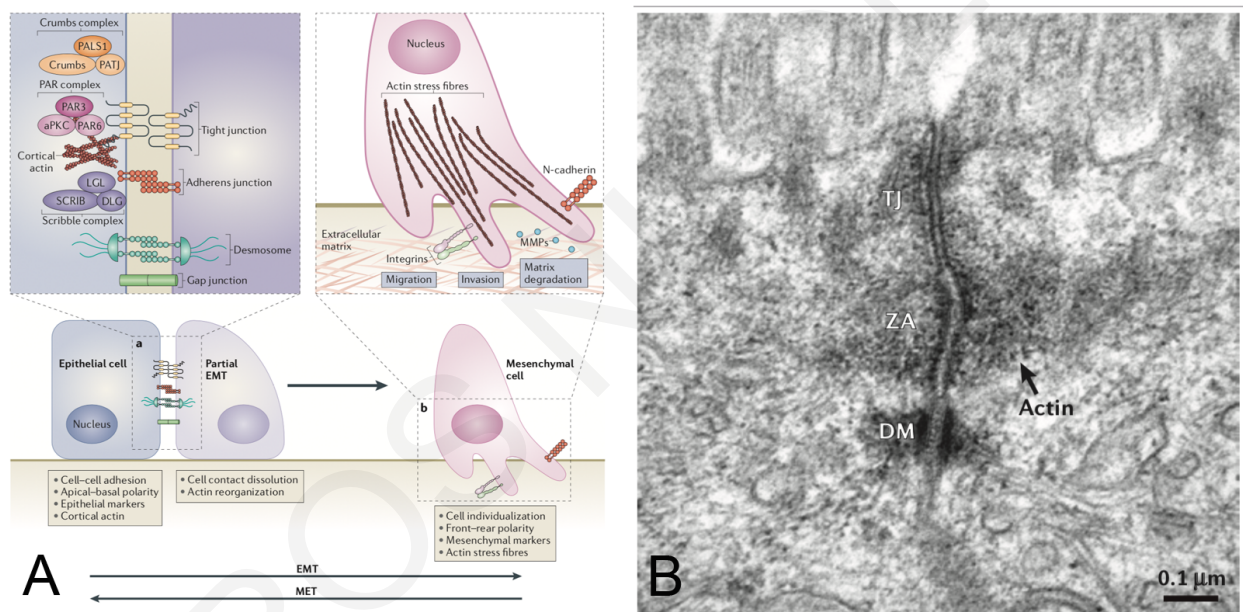 Crumbs complex
PALS1
Crumbs
PATJ
PAR complex
PAR3
aPKC
PAR6
Cortical
actin
LGL
SCRIB
DLG
Scribble complex
Tight junction
Adherens junction
Desmosome
Gap junction
Nucleus
Actin stress fibres
N-cadherin
Extracellular
matrix
Integrins
MMPs
Migration
Invasion
Matrix
degradation
Epithelial cell
a
Partial
EMT
Nucleus
Mesenchymal
cell
b
• Cell–cell adhesion
• Apical–basal polarity
• Epithelial markers
• Cortical actin
• Cell contact dissolution
• Actin reorganization
• Cell individualization
• Front–rear polarity
• Mesenchymal markers
• Actin stress fibres
A
EMT
MET
TJ
ZA
Actin
DM
B
0.1 µm